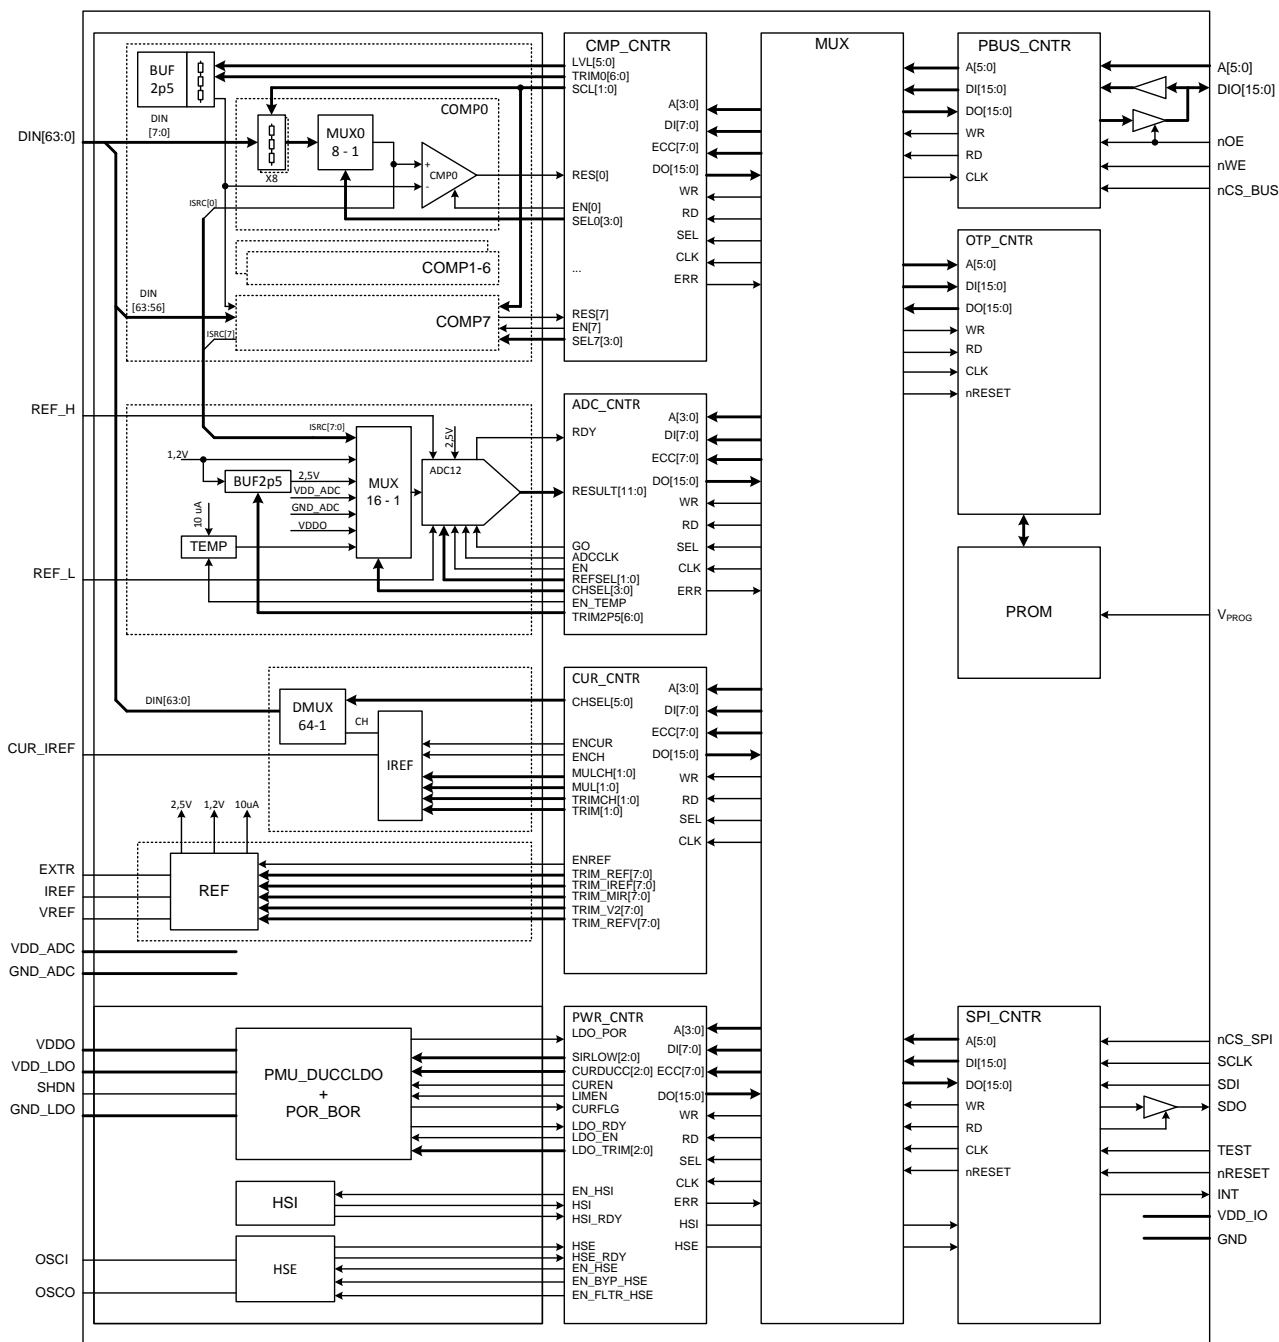 DIN[63:0]
REF_H
REF_L
CUR_IREF
EXTR
IREF
VREF
VDD_ADC
GND_ADC
VDDO
VDD_LDO
SHDN
GND_LDO
OSCI
OSCO
BUF
2p5
DIN
[7:0]
X8
MUX0
8 - 1
COMP0
+
-
CMP0
ISRC[0]
COMP1-6
DIN
[63:56]
COMP7
ISRC[7]
CMP_CNTR
LVL[5:0]
TRIM0[6:0]
SCL[1:0]
RES[0]
EN[0]
SEL0[3:0]
...
RES[7]
EN[7]
SEL7[3:0]
A[3:0]
DI[7:0]
ECC[7:0]
DO[15:0]
WR
RD
SEL
CLK
ERR
ISRC[7:0]
1,2V
BUF2p5
2,5V
VDD_ADC
GND_ADC
VDDO
10 uA
TEMP
MUX
16 - 1
2,5V
ADC12
ADC_CNTR
RDY
RESULT[11:0]
GO
ADCCLK
EN
REFSEL[1:0]
CHSEL[3:0]
EN_TEMP
TRIM2P5[6:0]
A[3:0]
DI[7:0]
ECC[7:0]
DO[15:0]
WR
RD
SEL
CLK
ERR
DIN[63:0]
DMUX
64-1
CH
IREF
2,5V
1,2V
10uA
REF
CUR_CNTR
CHSEL[5:0]
ENCUR
ENCH
MULCH[1:0]
MUL[1:0]
TRIMCH[1:0]
TRIM[1:0]
ENREF
TRIM_REF[7:0]
TRIM_IREF[7:0]
TRIM_MIR[7:0]
TRIM_V2[7:0]
TRIM_REFV[7:0]
A[3:0]
DI[7:0]
ECC[7:0]
DO[15:0]
WR
RD
SEL
CLK
PMU_DUCCLDO
+
POR_BOR
HSI
HSE
PWR_CNTR
LDO_POR
SIRLOW[2:0]
CURDUCC[2:0]
CUREN
LIMEN
CURFLG
LDO_RDY
LDO_EN
LDO_TRIM[2:0]
EN_HSI
HSI
HSI_RDY
HSE
HSE_RDY
EN_HSE
EN_BYP_HSE
EN_FLTR_HSE
A[3:0]
DI[7:0]
ECC[7:0]
DO[15:0]
WR
RD
SEL
CLK
ERR
HSI
HSE
MUX
PBUS_CNTR
A[5:0]
DI[15:0]
DO[15:0]
WR
RD
CLK
OTP_CNTR
A[5:0]
DI[15:0]
DO[15:0]
WR
RD
CLK
nRESET
PROM
SPI_CNTR
A[5:0]
DI[15:0]
DO[15:0]
WR
RD
CLK
nRESET
A[5:0]
DIO[15:0]
nOE
nWE
nCS_BUS
VPROG
nCS_SPI
SCLK
SDI
SDO
TEST
nRESET
INT
VDD_IO
GND